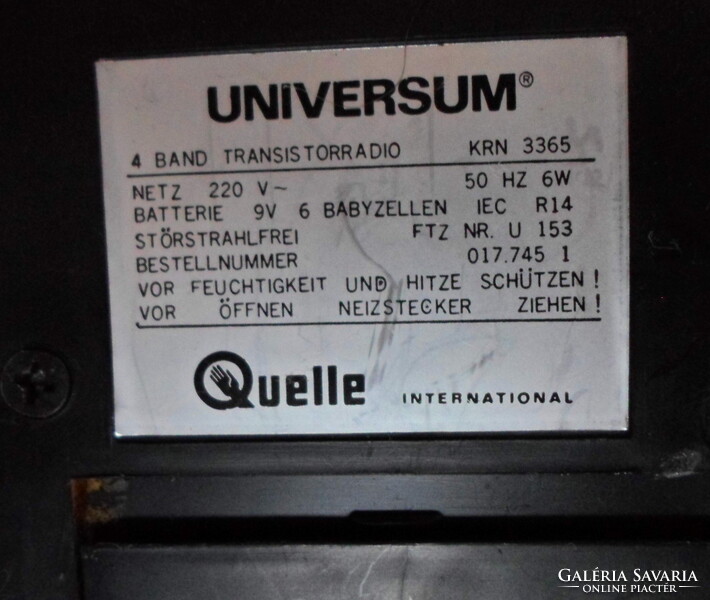 UNIVERSUM®
4 BAND TRANSISTORRADIO KRN 3365
NETZ 220 V~ 50 HZ 6W
BATTERIE 9V 6 BABYZELLEN IEC R14
STÖRSTRAHLFREI FTZ NR. U 153
BESTELLNUMMER 017.745 1
VOR FEUCHTIGKEIT UND HITZE SCHÜTZEN!
VOR ÖFFNEN NEIZSTECKER ZIEHEN!
Quelle INTERNATIONAL
GALÉRIA SAVARIA
ONLINE PIACTÉR